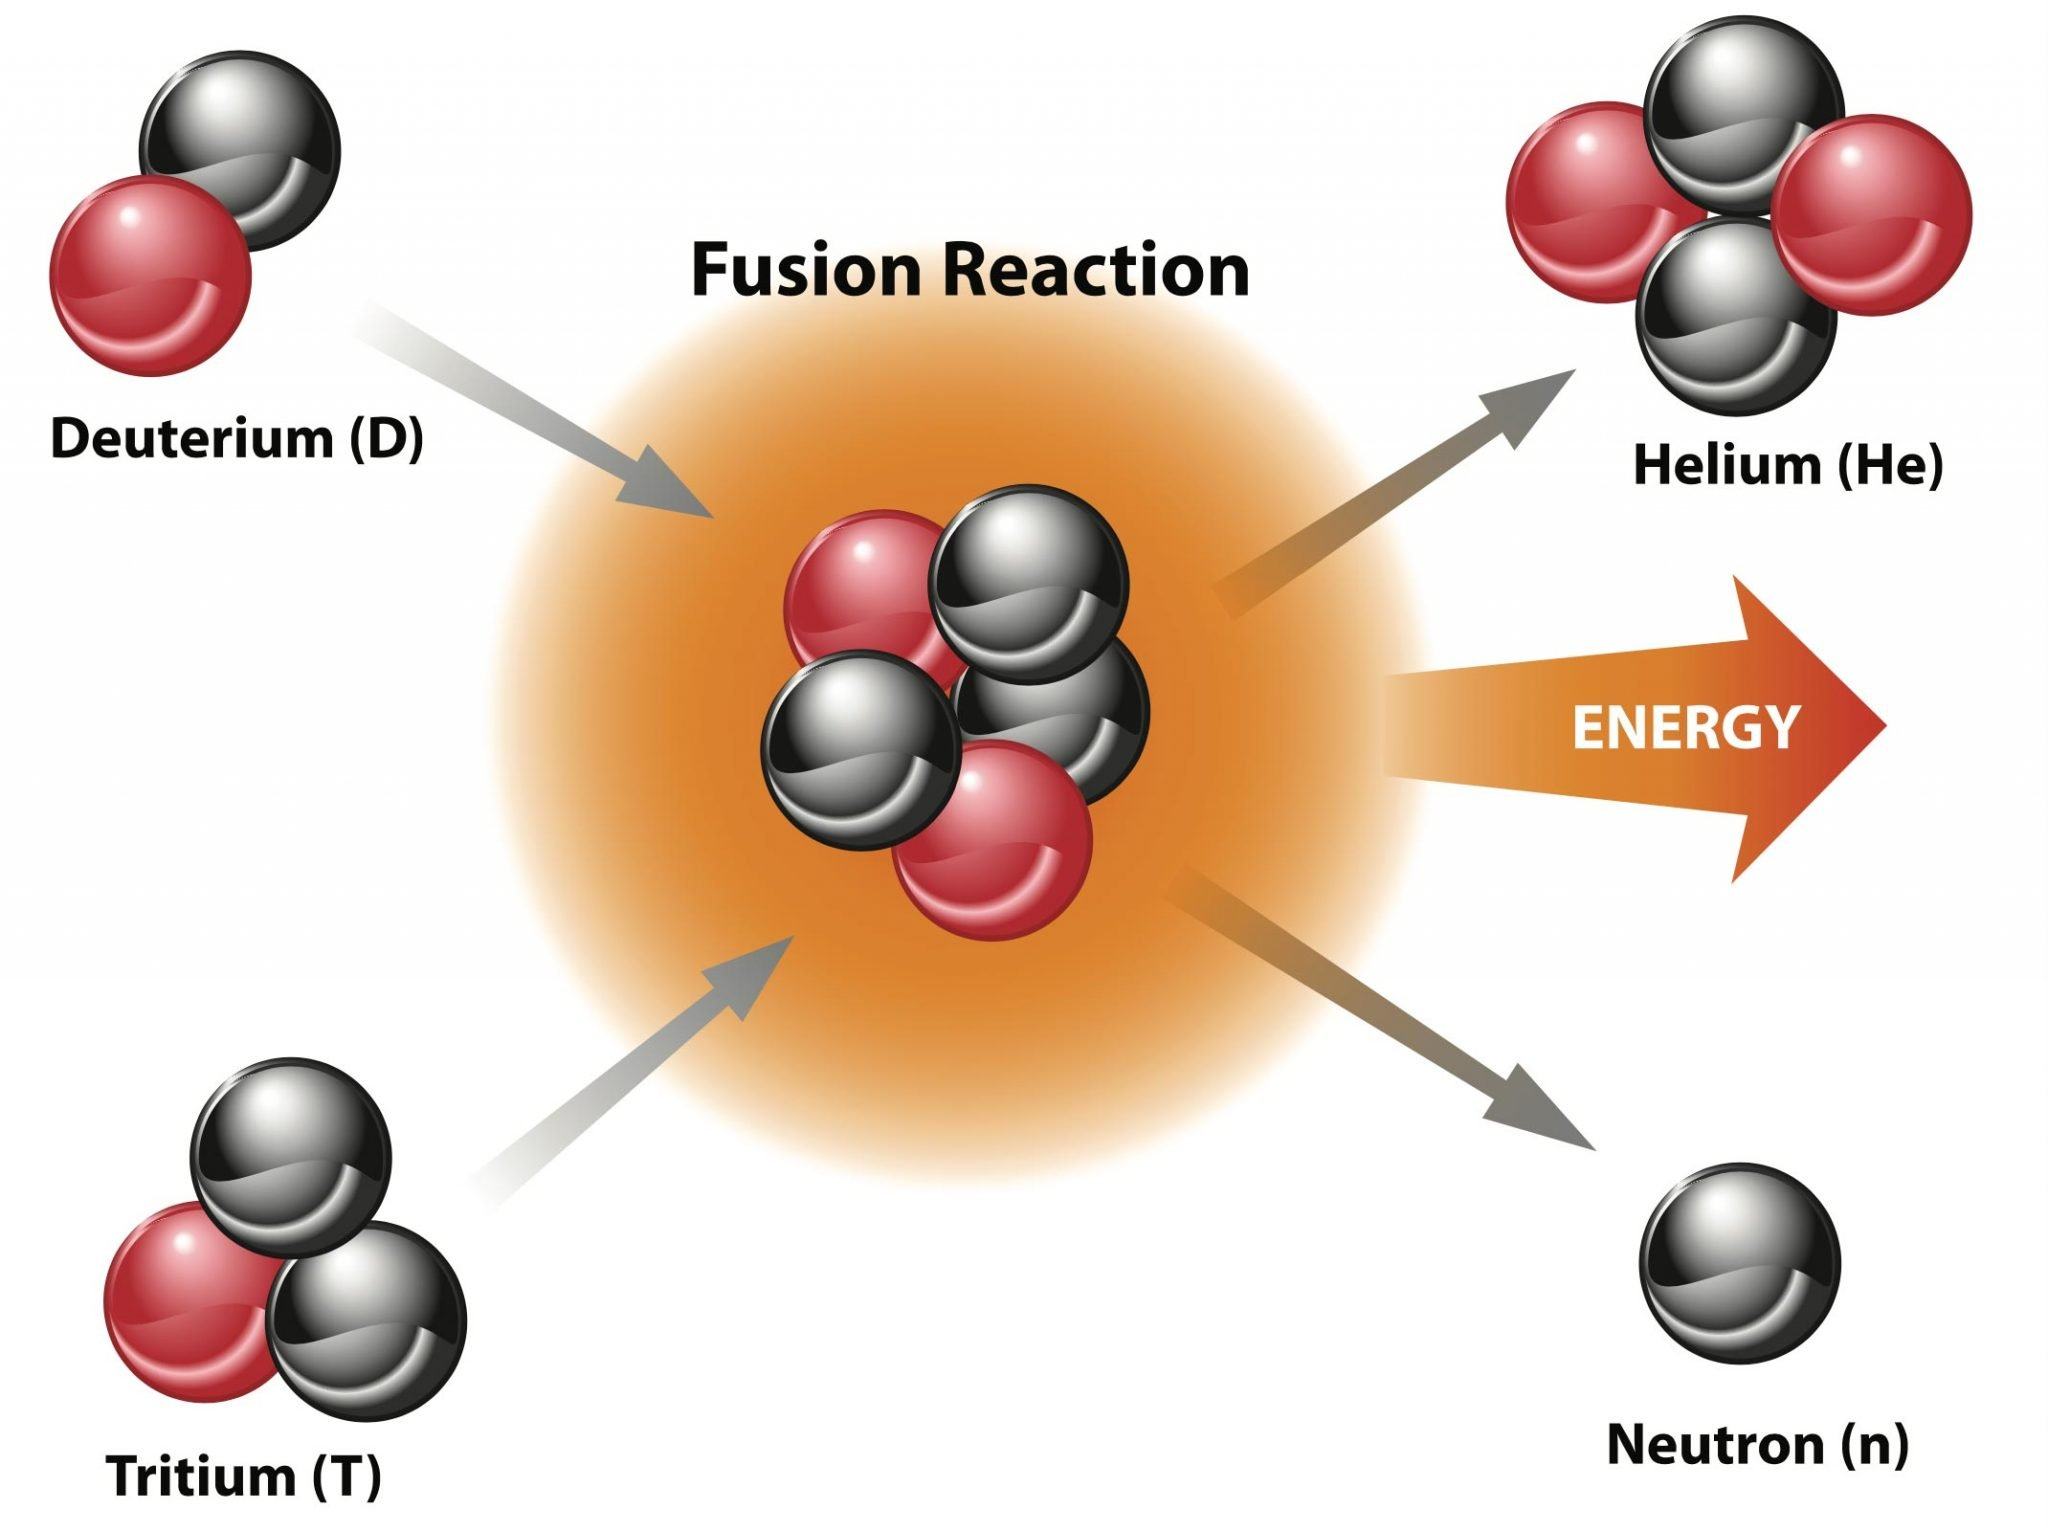 Fusion Reaction
Deuterium (D)
Helium (He)
ENERGY
Tritium (T)
Neutron (n)